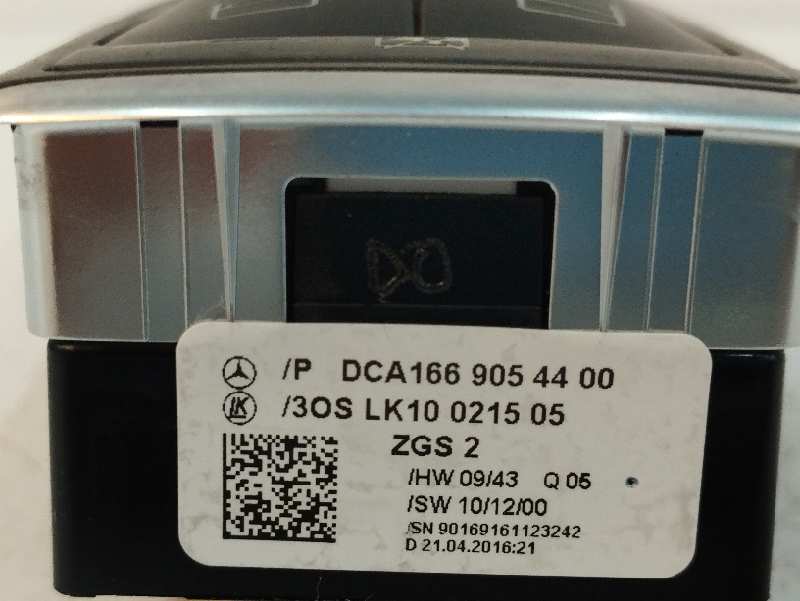 /P DCA166 905 44 00
LK /3OS LK10 0215 05
ZGS 2
/HW 09/43 Q 05
/SW 10/12/00
/SN 90169161123242
D 21.04.2016:21